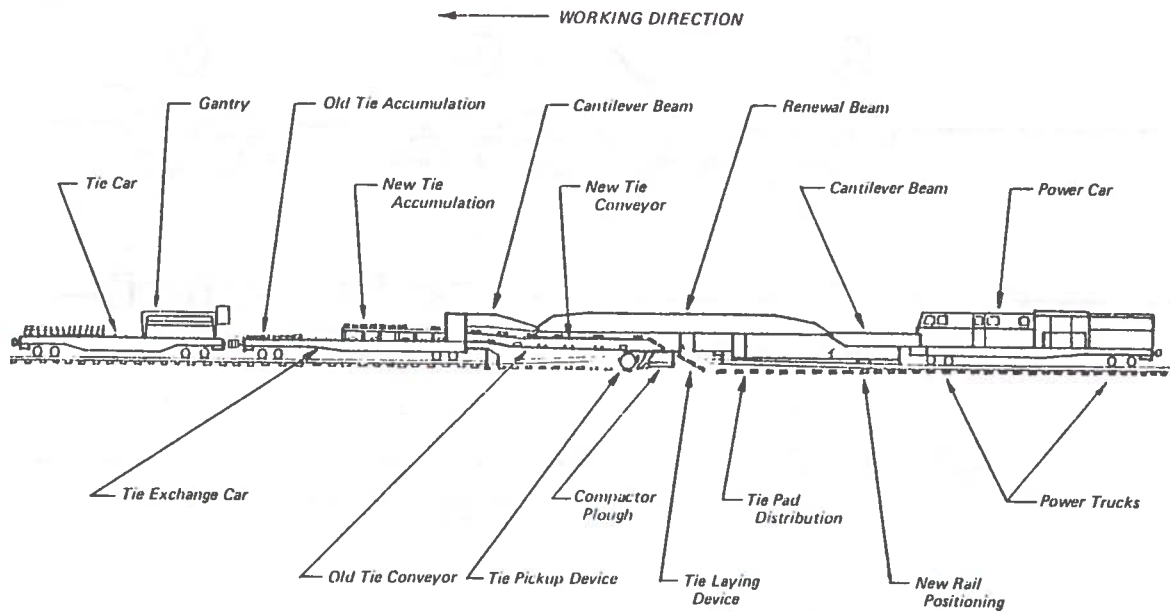 WORKING DIRECTION
Gantry
Old Tie Accumulation
Cantilever Beam
Renewal Beam
Tie Car
New Tie
Accumulation
New Tie
Conveyor
Cantilever Beam
Power Car
Tie Exchange Car
Compactor
Plough
Tie Pad
Distribution
Power Trucks
Old Tie Conveyor
Tie Pickup Device
Tie Laying
Device
New Rail
Positioning